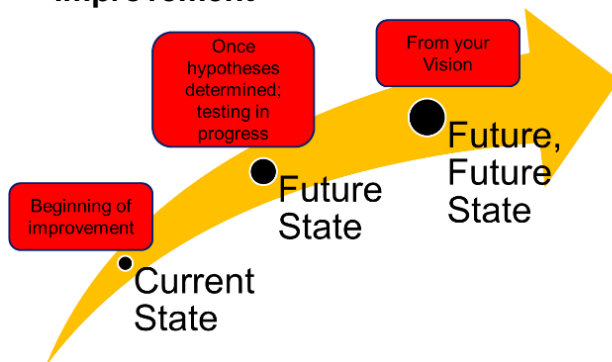 Improvement
Once
hypotheses
determined;
testing in
progress
From your
Vision
Future,
Future
State
Future
State
Beginning of
improvement
Current
State